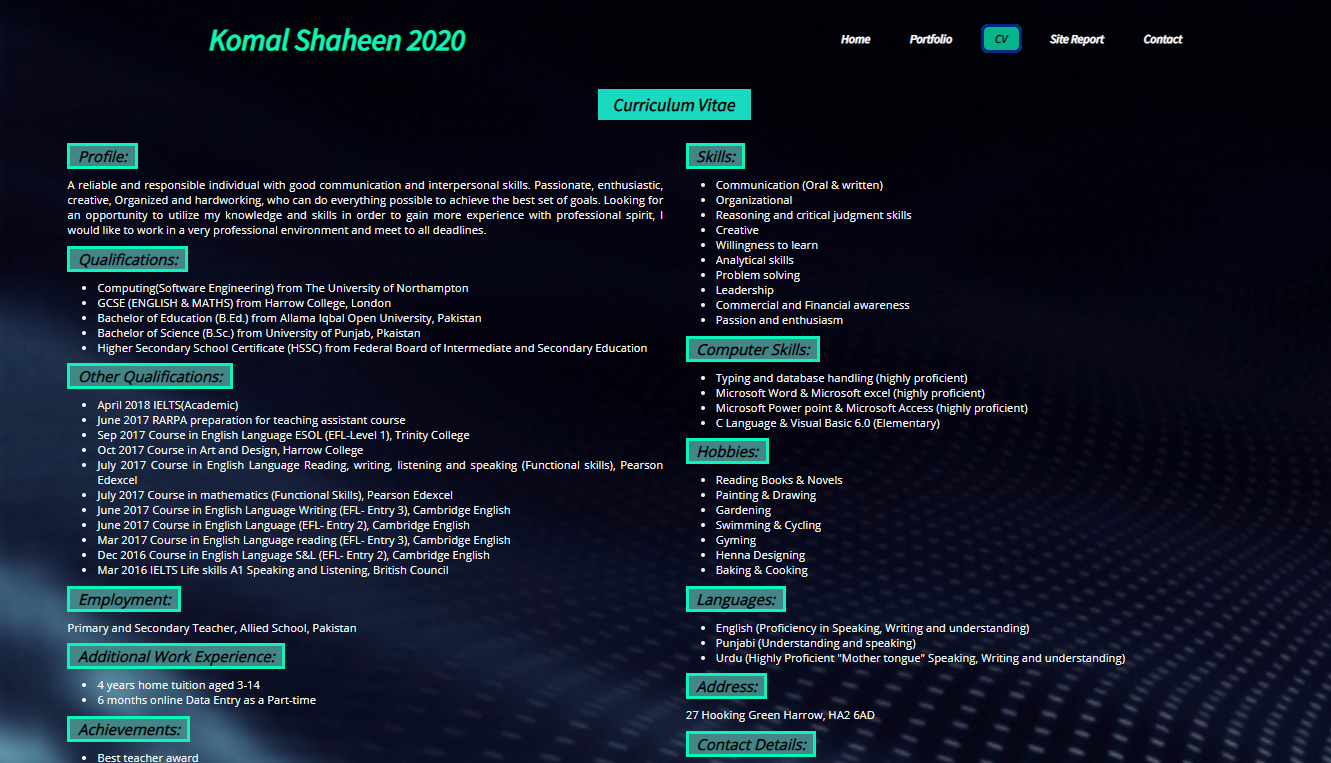 Komal Shaheen 2020
Home
Portfolio
CV
Site Report
Contact
Curriculum Vitae
Profile:
A reliable and responsible individual with good communication and interpersonal skills. Passionate, enthusiastic,
creative, Organized and hardworking, who can do everything possible to achieve the best set of goals. Looking for
an opportunity to utilize my knowledge and skills in order to gain more experience with professional spirit, I
would like to work in a very professional environment and meet to all deadlines.
Qualifications:
Computing(Software Engineering) from The University of Northampton
GCSE (ENGLISH & MATHS) from Harrow College, London
Bachelor of Education (B.Ed.) from Allama Iqbal Open University, Pakistan
Bachelor of Science (B.Sc.) from University of Punjab, Pkaistan
Higher Secondary School Certificate (HSSC) from Federal Board of Intermediate and Secondary Education
Other Qualifications:
April 2018 IELTS(Academic)
June 2017 RARPA preparation for teaching assistant course
Sep 2017 Course in English Language ESOL (EFL-Level 1), Trinity College
Oct 2017 Course in Art and Design, Harrow College
July 2017 Course in English Language Reading, writing, listening and speaking (Functional skills), Pearson
Edexcel
July 2017 Course in mathematics (Functional Skills), Pearson Edexcel
June 2017 Course in English Language Writing (EFL- Entry 3), Cambridge English
June 2017 Course in English Language (EFL- Entry 2), Cambridge English
Mar 2017 Course in English Language reading (EFL- Entry 3), Cambridge English
Dec 2016 Course in English Language S&L (EFL- Entry 2), Cambridge English
Mar 2016 IELTS Life skills A1 Speaking and Listening, British Council
Employment:
Primary and Secondary Teacher, Allied School, Pakistan
Additional Work Experience:
4 years home tuition aged 3-14
6 months online Data Entry as a Part-time
Achievements:
Best teacher award
Skills:
Communication (Oral & written)
Organizational
Reasoning and critical judgment skills
Creative
Willingness to learn
Analytical skills
Problem solving
Leadership
Commercial and Financial awareness
Passion and enthusiasm
Computer Skills:
Typing and database handling (highly proficient)
Microsoft Word & Microsoft excel (highly proficient)
Microsoft Power point & Microsoft Access (highly proficient)
C Language & Visual Basic 6.0 (Elementary)
Hobbies:
Reading Books & Novels
Painting & Drawing
Gardening
Swimming & Cycling
Gyming
Henna Designing
Baking & Cooking
Languages:
English (Proficiency in Speaking, Writing and understanding)
Punjabi (Understanding and speaking)
Urdu (Highly Proficient "Mother tongue" Speaking, Writing and understanding)
Address:
27 Hooking Green Harrow, HA2 6AD
Contact Details: